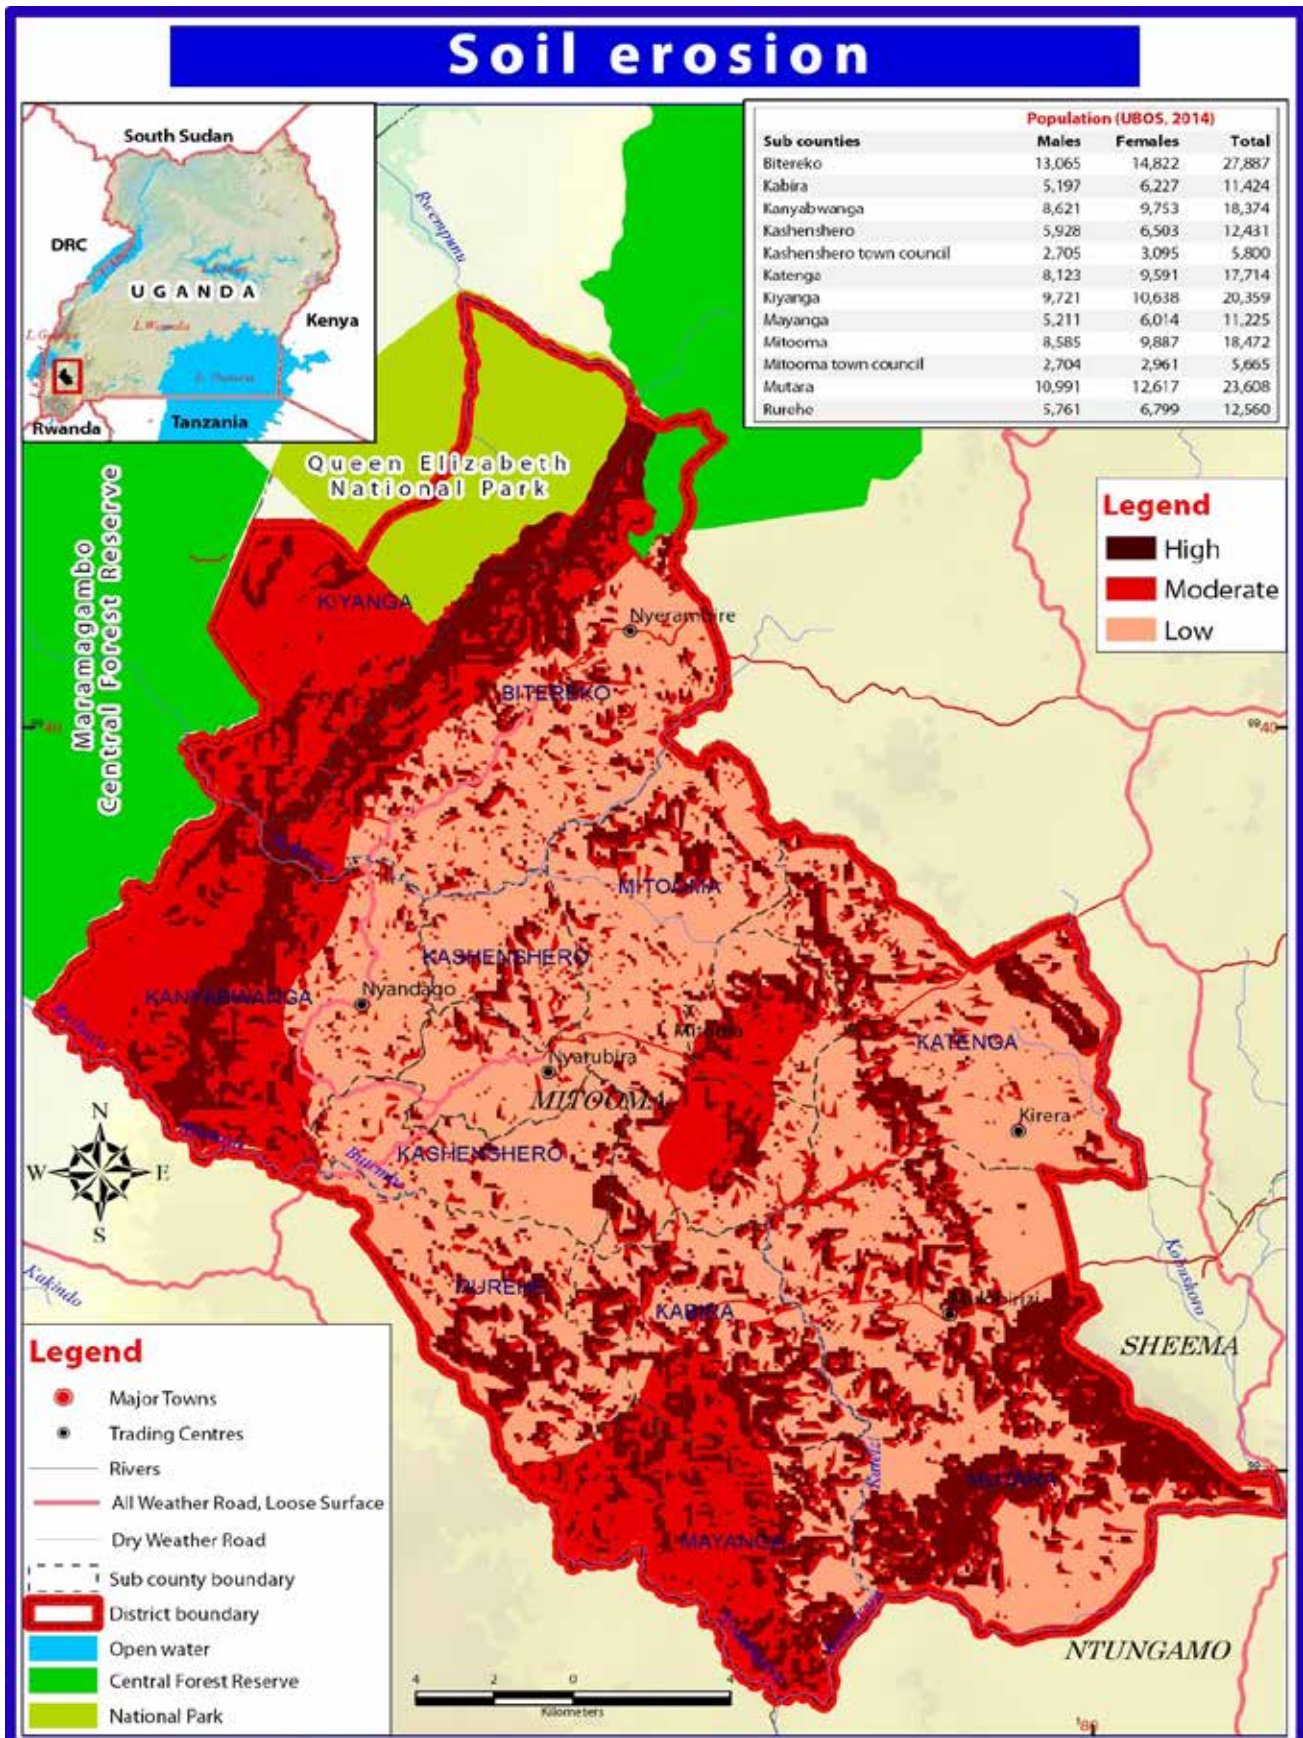 Soil erosion
South Sudan
DRC
UGANDA
Kenya
Rwanda
Tanzania
Population (UBOS, 2014)
Sub counties Males Females Total
Bitereko 13,065 14,822 27,887
Kabira 5,197 6,227 11,424
Kanyabwanga 8,621 9,753 18,374
Kashenshero 5,928 6,503 12,431
Kashenshero town council 2,705 3,095 5,800
Katenga 8,123 9,591 17,714
Kiyanga 9,721 10,638 20,359
Mayanga 5,211 6,014 11,225
Mitooma 8,585 9,887 18,472
Mitooma town council 2,704 2,961 5,665
Mutara 10,991 12,617 23,608
Rurehe 5,761 6,799 12,560
Queen Elizabeth
National Park
Maramagambo
Central Forest Reserve
Legend
High
Moderate
Low
KIYANGA
Nyerambire
BITEREKO
40
40
MITOOMA
KASHENSHERO
KANYABWANGA
Nyandago
KATENGA
Nyarubira
MITOOMA
Kirera
KASHENSHERO
N
W E
S
RUREHE
KABIRA
Kakindo
SHEEMA
MUTARA
MAYANGA
NTUNGAMO
Legend
Major Towns
Trading Centres
Rivers
All Weather Road, Loose Surface
Dry Weather Road
Sub county boundary
District boundary
Open water
Central Forest Reserve
National Park
4 2 0 4
Kilometers